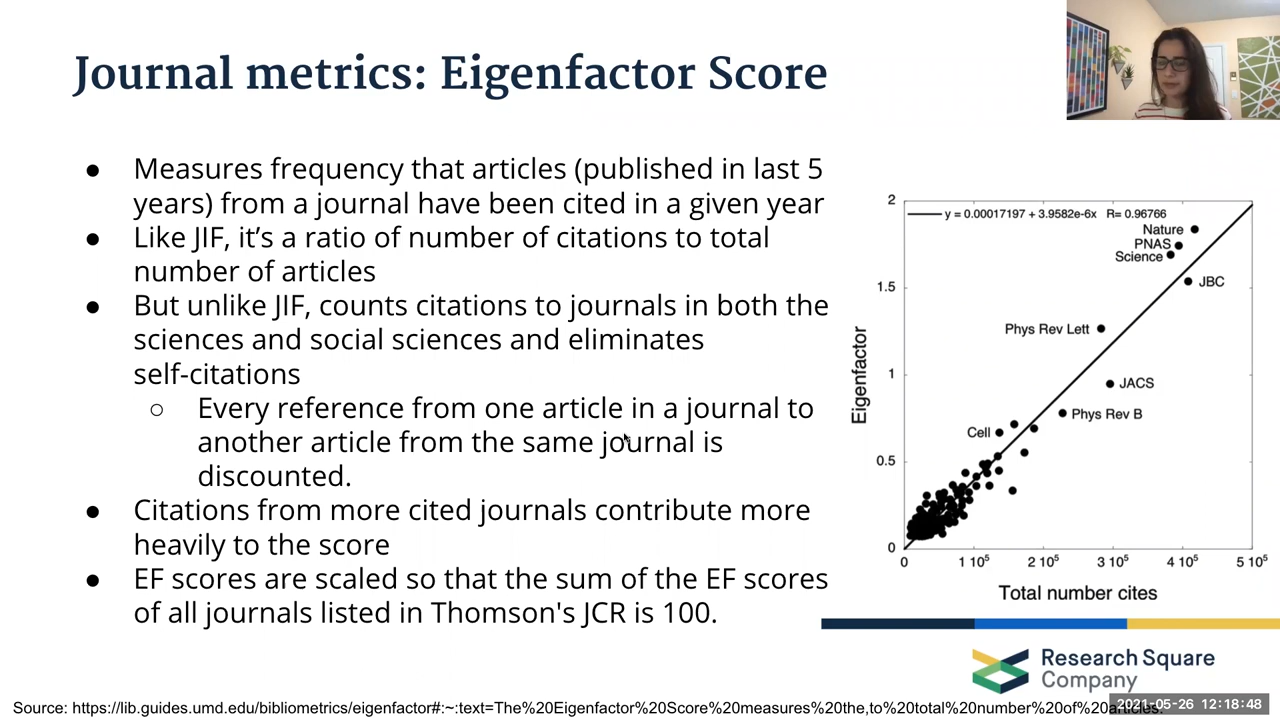 Journal metrics: Eigenfactor Score
● Measures frequency that articles (published in last 5
years) from a journal have been cited in a given year
● Like JIF, it’s a ratio of number of citations to total
number of articles
● But unlike JIF, counts citations to journals in both the
sciences and social sciences and eliminates
self-citations
○ Every reference from one article in a journal to
another article from the same journal is
discounted.
● Citations from more cited journals contribute more
heavily to the score
● EF scores are scaled so that the sum of the EF scores
of all journals listed in Thomson's JCR is 100.
y = 0.00017197 + 3.9582e-6x R= 0.96766
Nature
PNAS
Science
JBC
Phys Rev Lett
JACS
Phys Rev B
Cell
Eigenfactor
2
1.5
1
0.5
0
0 1 10⁵ 2 10⁵ 3 10⁵ 4 10⁵ 5 10⁵
Total number cites
Research Square
Company
Source: https://lib.guides.umd.edu/bibliometrics/eigenfactor#:~:text=The%20Eigenfactor%20Score%20measures%20the,to%20total%20number%20of%20articles.
2021-05-26 12:18:48